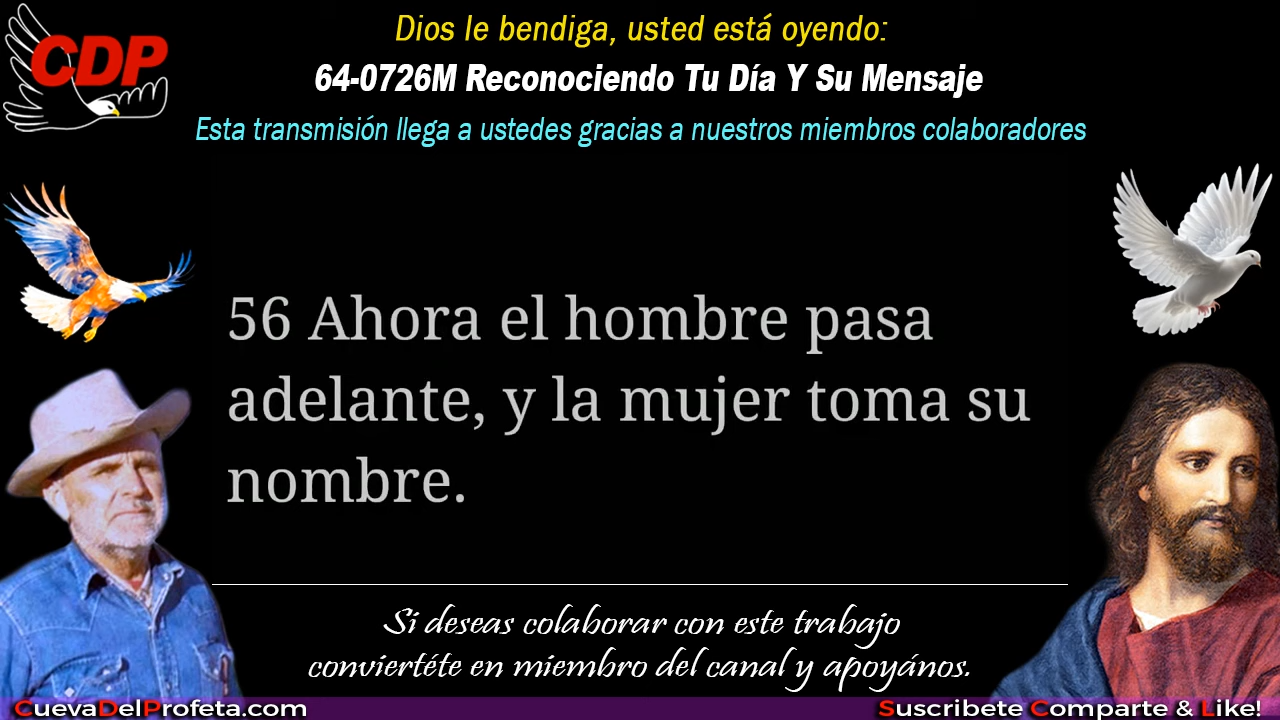 CDP
Dios le bendiga, usted está oyendo:
64-0726M Reconociendo Tu Día Y Su Mensaje
Esta transmisión llega a ustedes gracias a nuestros miembros colaboradores
56 Ahora el hombre pasa
adelante, y la mujer toma su
nombre.
Si deseas colaborar con este trabajo
conviertéte en miembro del canal y apoyános.
CuevaDelProfeta.com
Suscribete Comparte & Like!